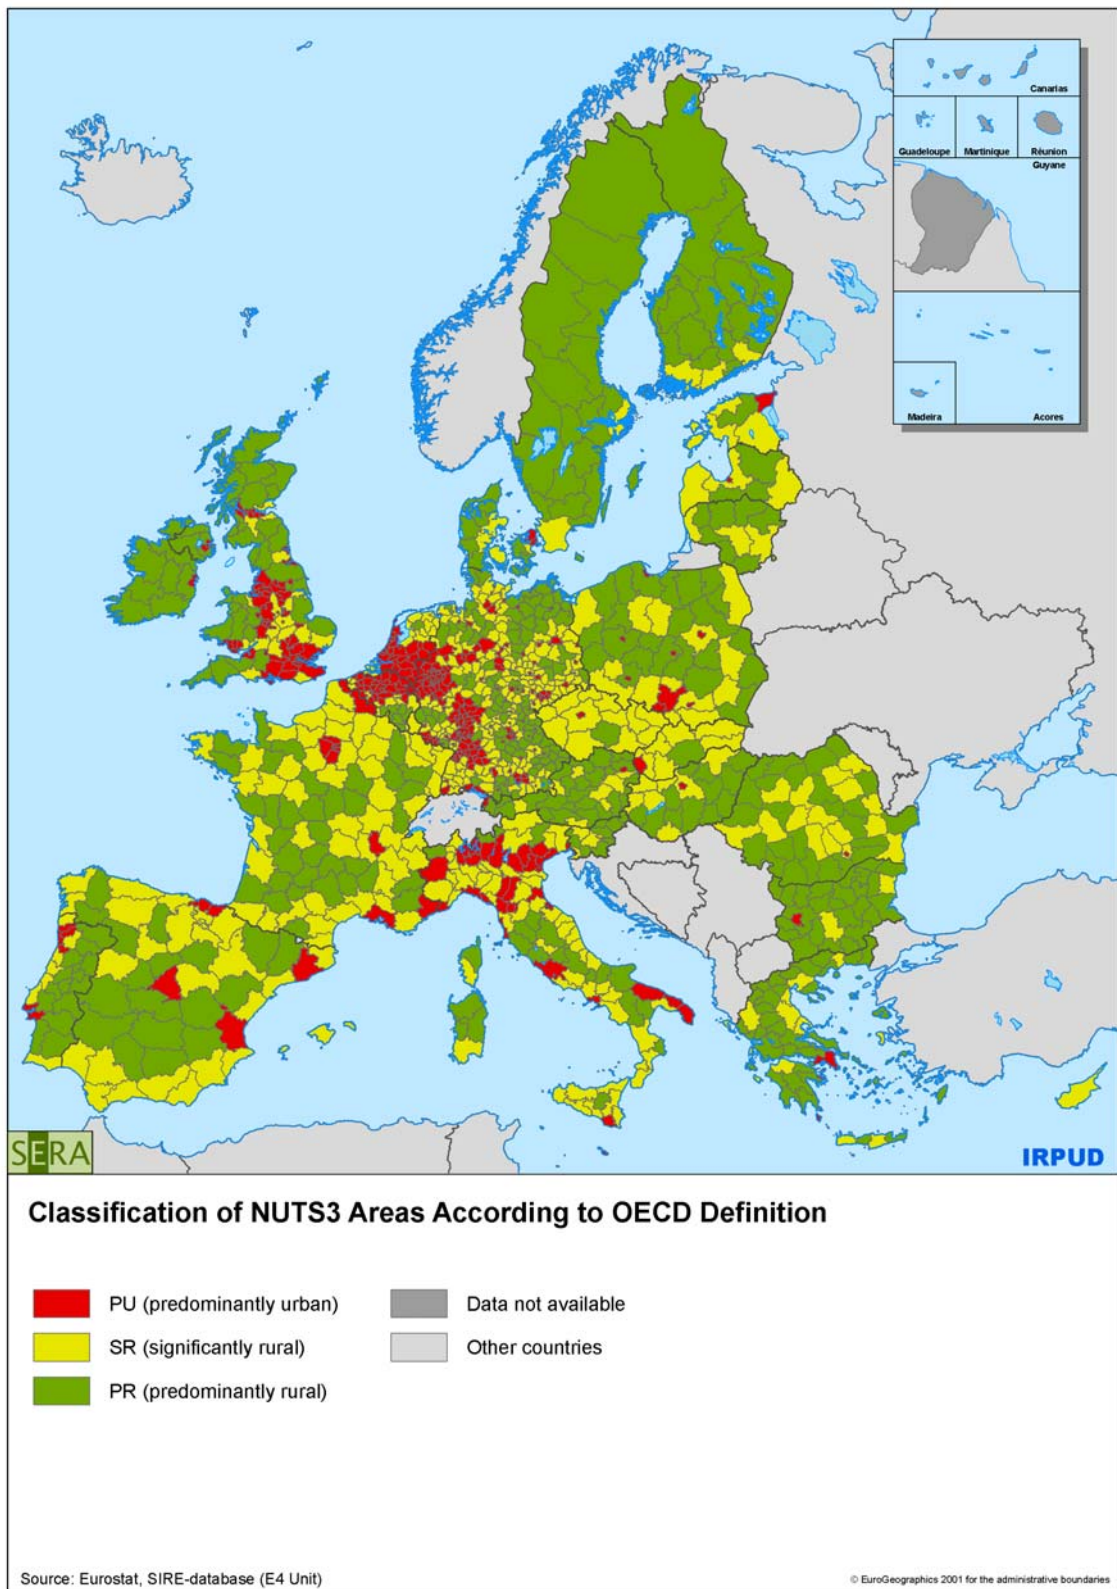 Canarias
Guadeloupe
Martinique
Réunion
Guyane
Madeira
Acores
SERA
IRPUD
Classification of NUTS3 Areas According to OECD Definition
PU (predominantly urban)
Data not available
SR (significantly rural)
Other countries
PR (predominantly rural)
Source: Eurostat, SIRE-database (E4 Unit)
© EuroGeographics 2001 for the administrative boundaries